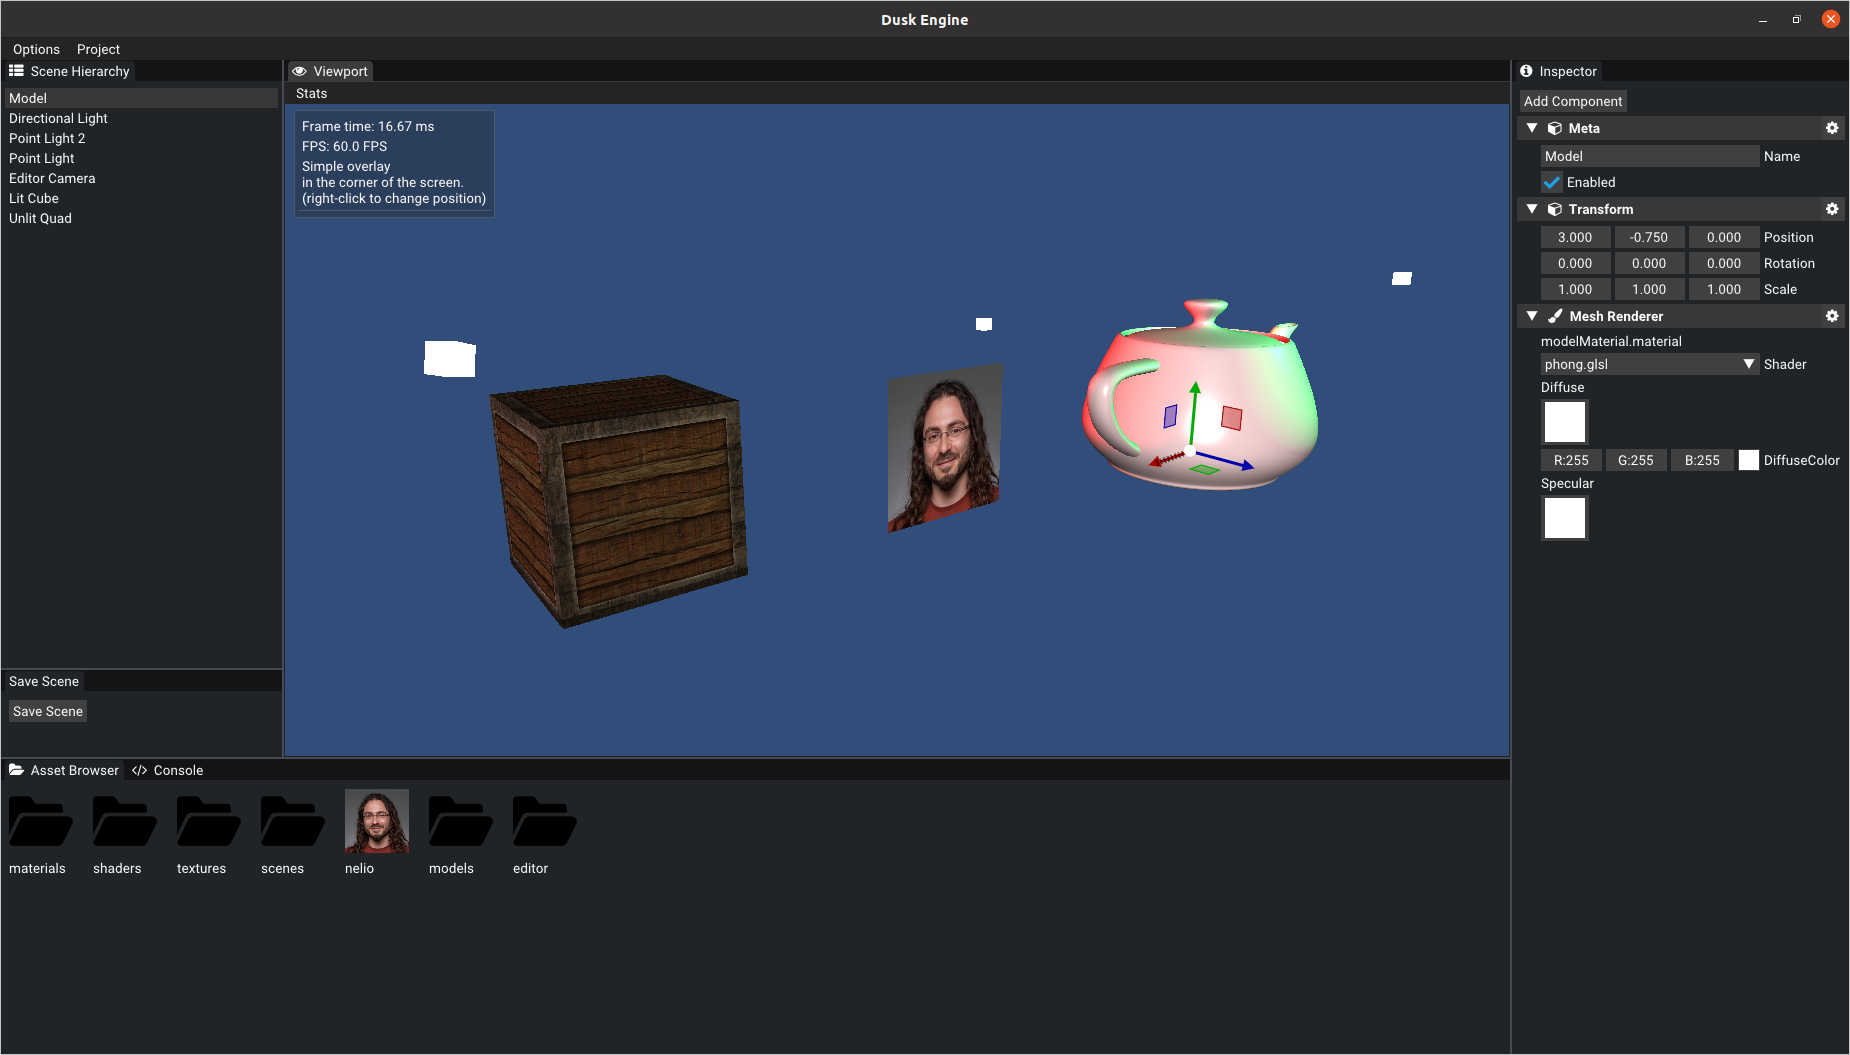 Dusk Engine
Options Project
Scene Hierarchy
Model
Directional Light
Point Light 2
Point Light
Editor Camera
Lit Cube
Unlit Quad
Save Scene
Save Scene
Viewport
Stats
Frame time: 16.67 ms
FPS: 60.0 FPS
Simple overlay
in the corner of the screen.
(right-click to change position)
Inspector
Add Component
Meta
Model Name
Enabled
Transform
3.000 -0.750 0.000 Position
0.000 0.000 0.000 Rotation
1.000 1.000 1.000 Scale
Mesh Renderer
modelMaterial.material
phong.glsl Shader
Diffuse
R:255 G:255 B:255 DiffuseColor
Specular
Asset Browser </> Console
materials shaders textures scenes nelio models editor